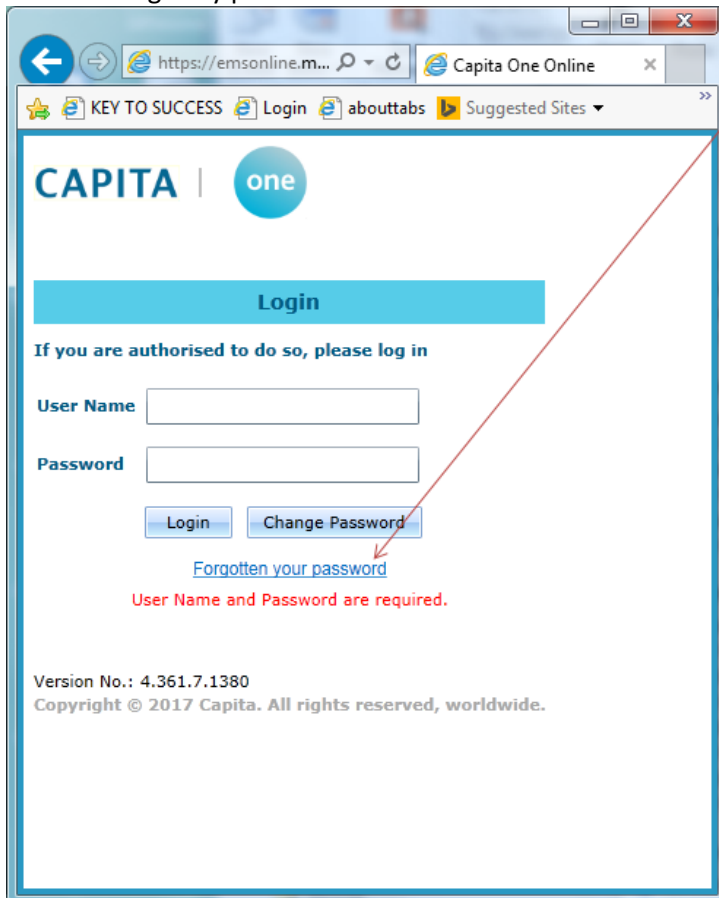 https://emsonline.m...
Capita One Online
KEY TO SUCCESS Login abouttabs Suggested Sites
CAPITA | one
Login
If you are authorised to do so, please log in
User Name
Password
Login Change Password
Forgotten your password
User Name and Password are required.
Version No.: 4.361.7.1380
Copyright © 2017 Capita. All rights reserved, worldwide.